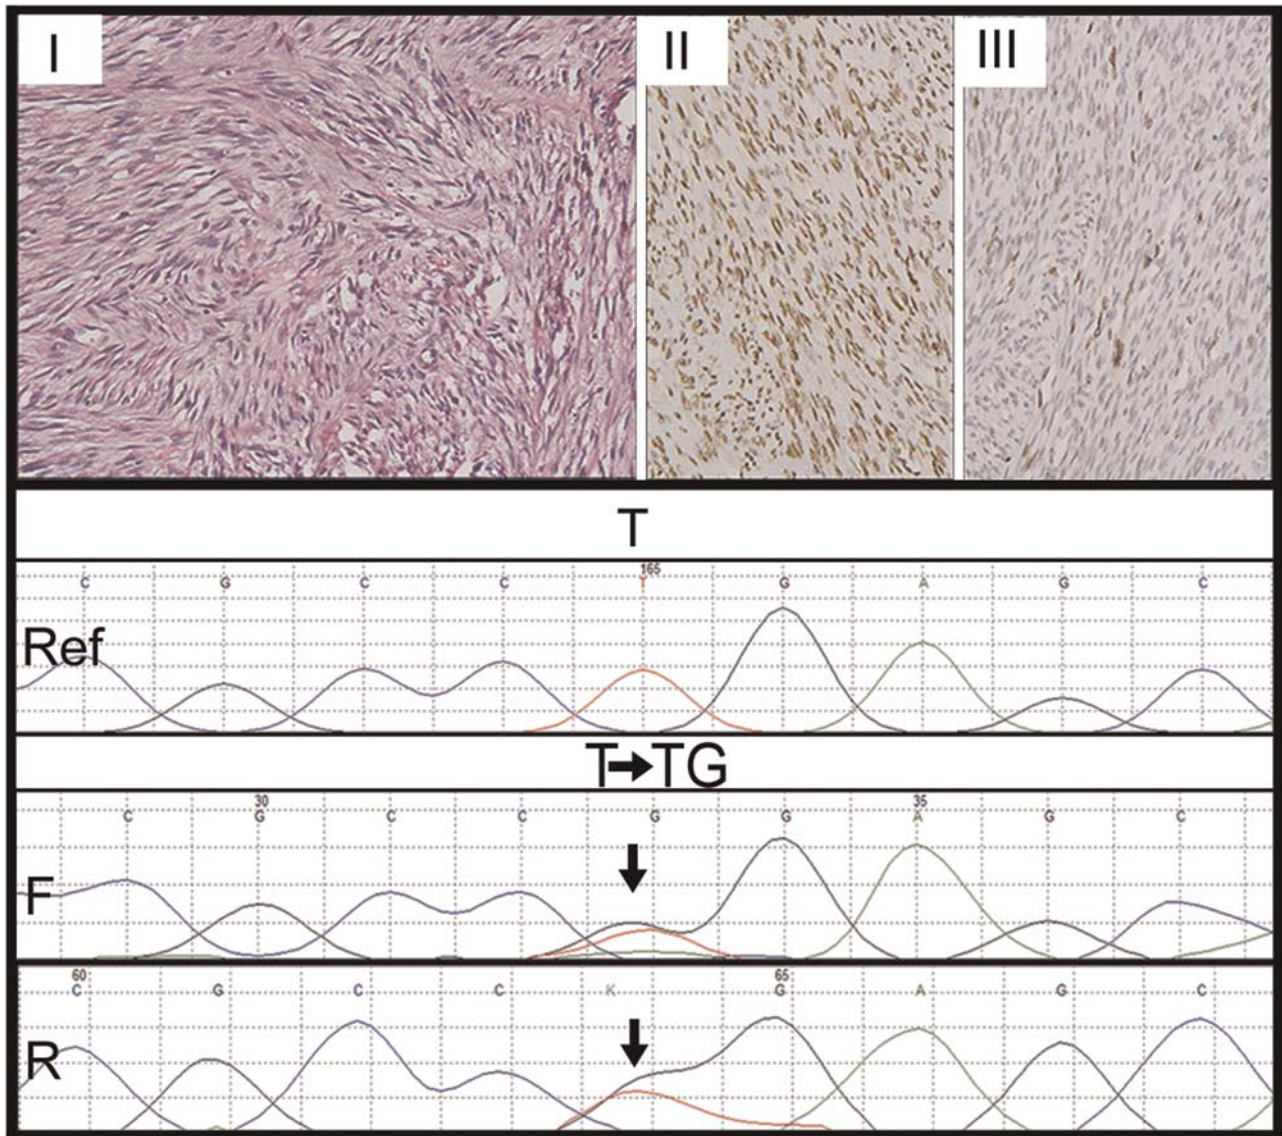 I II III
T
165
C G C C T G A G C
Ref
T→TG
30 35
C G C C G G A G C
F
60 65
C G C C K G A G C
R